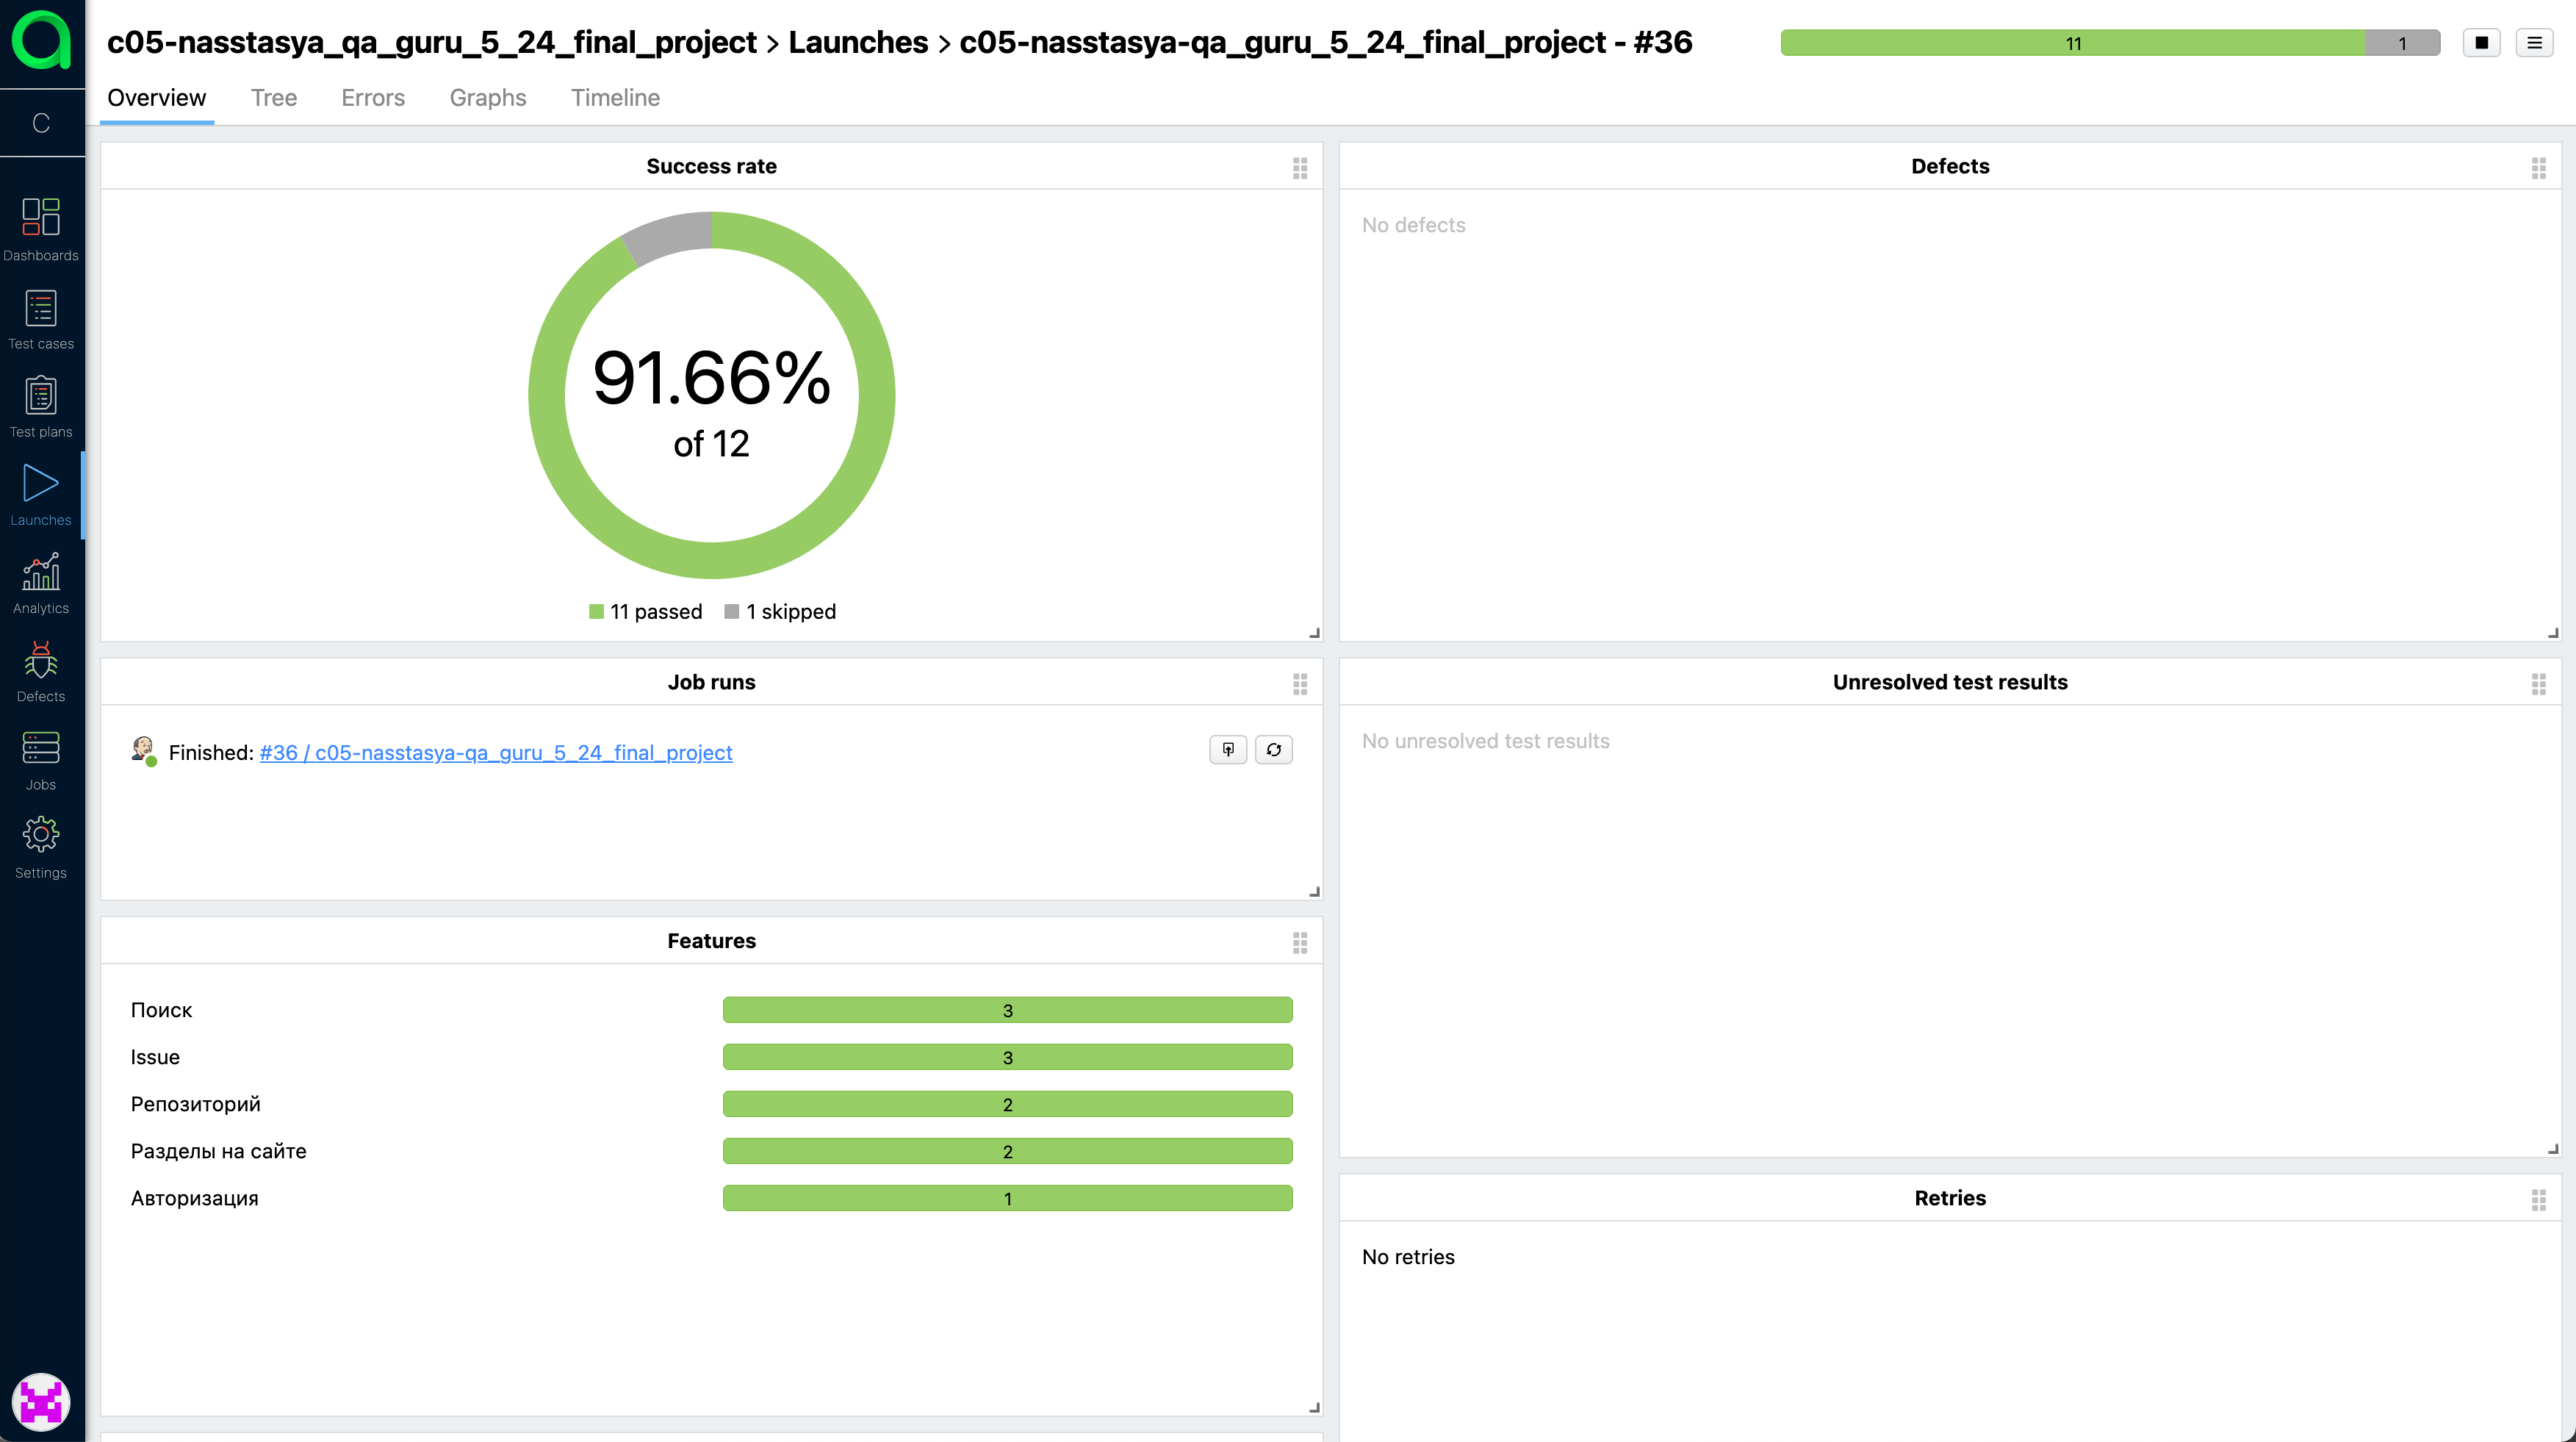 c05-nasstasya_qa_guru_5_24_final_project > Launches > c05-nasstasya-qa_guru_5_24_final_project - #36
11
1
Overview
Tree
Errors
Graphs
Timeline
C
Dashboards
Test cases
Test plans
Launches
Analytics
Defects
Jobs
Settings
Success rate
91.66%
of 12
11 passed
1 skipped
Defects
No defects
Job runs
Finished: #36 / c05-nasstasya-qa_guru_5_24_final_project
Unresolved test results
No unresolved test results
Features
Поиск
3
Issue
3
Репозиторий
2
Разделы на сайте
2
Авторизация
1
Retries
No retries